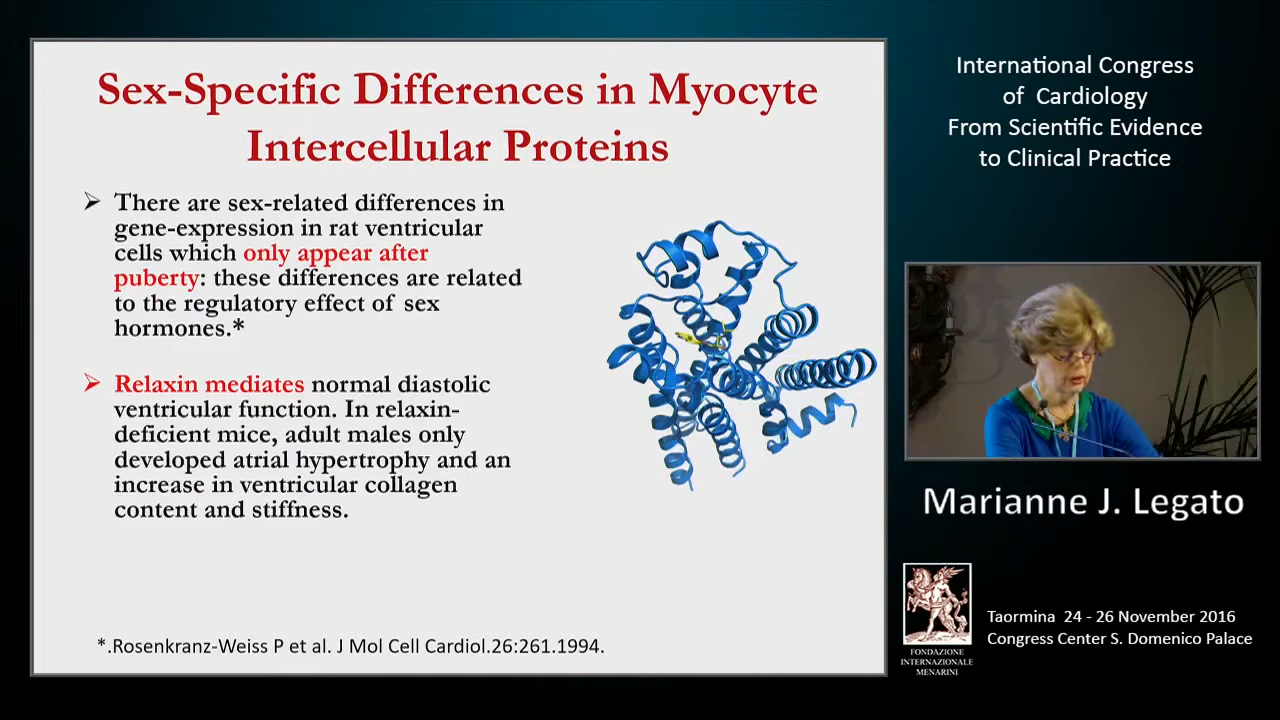 Sex-Specific Differences in Myocyte
Intercellular Proteins
There are sex-related differences in
gene-expression in rat ventricular
cells which only appear after
puberty: these differences are related
to the regulatory effect of sex
hormones.*
Relaxin mediates normal diastolic
ventricular function. In relaxin-
deficient mice, adult males only
developed atrial hypertrophy and an
increase in ventricular collagen
content and stiffness.
*.Rosenkranz-Weiss P et al. J Mol Cell Cardiol.26:261.1994.
International Congress
of Cardiology
From Scientific Evidence
to Clinical Practice
Marianne J. Legato
FONDAZIONE
INTERNAZIONALE
MENARINI
Taormina 24 - 26 November 2016
Congress Center S. Domenico Palace